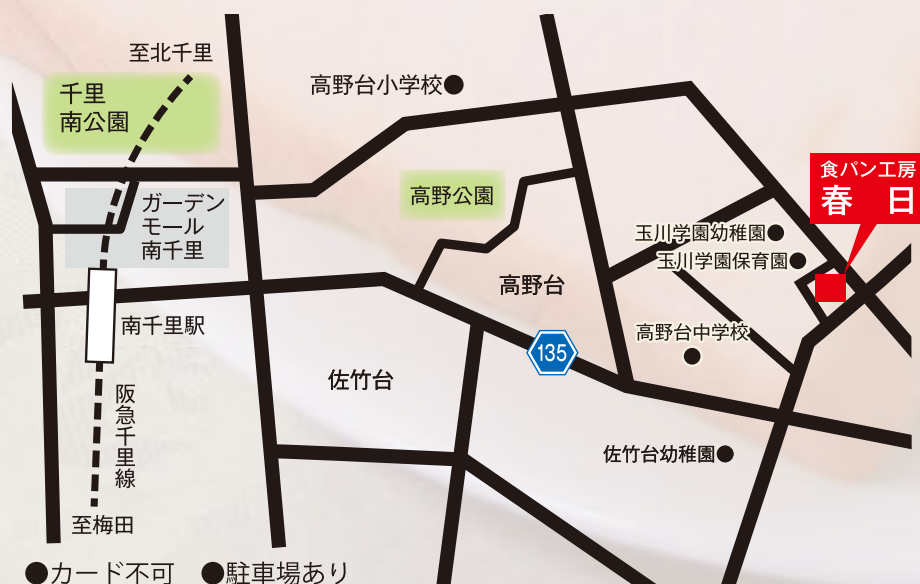 至北千里
千里
南公園
高野台小学校●
食パン工房
春 日
ガーデン
モール
南千里
高野公園
玉川学園幼稚園●
玉川学園保育園●
高野台
南千里駅
高野台中学校
●
135
佐竹台
阪急千里線
佐竹台幼稚園●
至梅田
●カード不可 ●駐車場あり